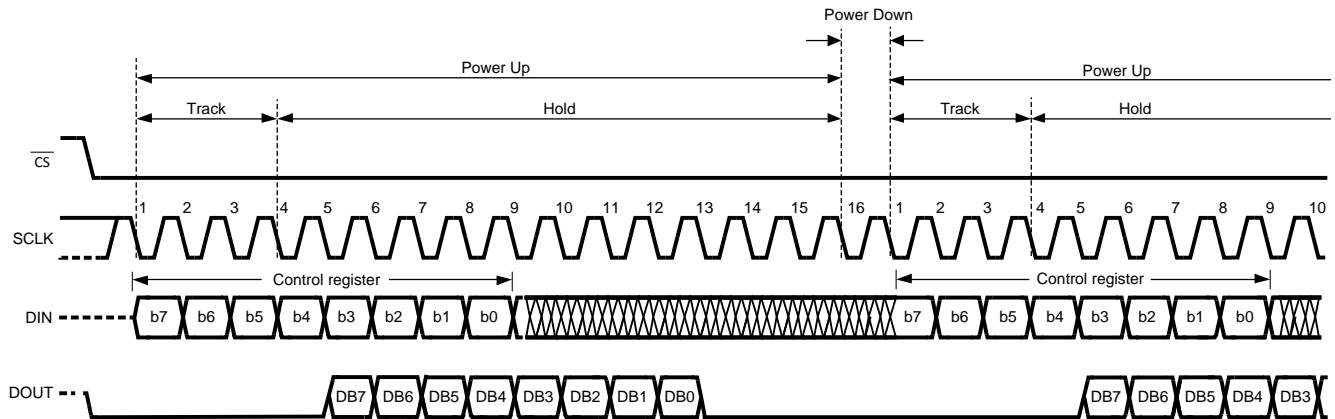 Power Down
Power Up Power Up
Track Hold Track Hold
CS
1 2 3 4 5 6 7 8 9 10 11 12 13 14 15 16 1 2 3 4 5 6 7 8 9 10
SCLK
Control register Control register
DIN b7 b6 b5 b4 b3 b2 b1 b0 b7 b6 b5 b4 b3 b2 b1 b0
DOUT DB7 DB6 DB5 DB4 DB3 DB2 DB1 DB0 DB7 DB6 DB5 DB4 DB3